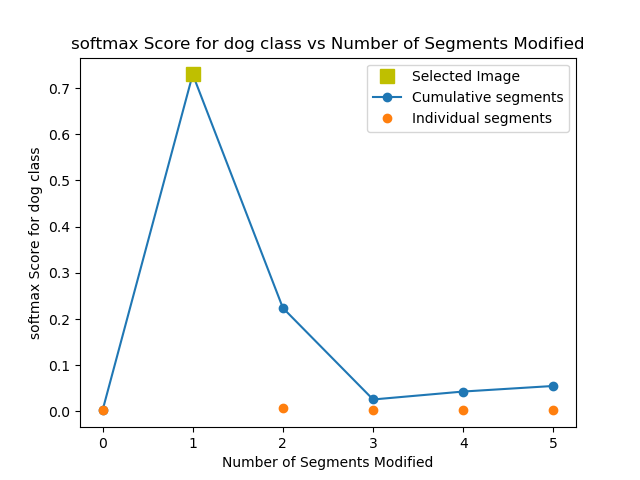 softmax Score for dog class vs Number of Segments Modified
Selected Image
Cumulative segments
Individual segments
0.7
0.6
0.5
0.4
0.3
0.2
0.1
0.0
softmax Score for dog class
0 1 2 3 4 5
Number of Segments Modified